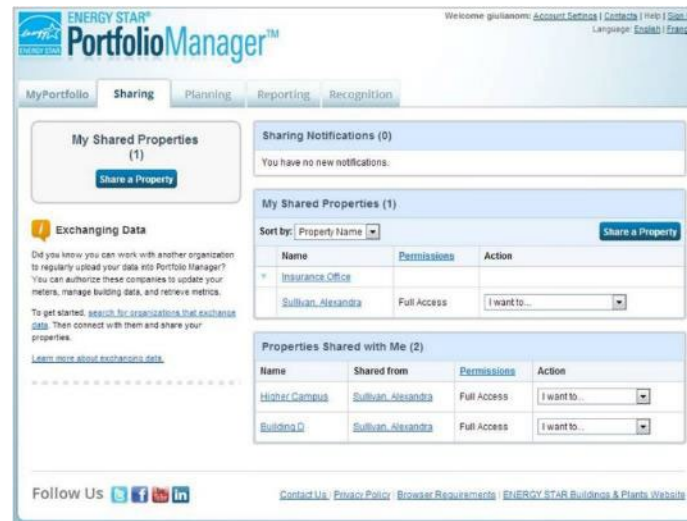 ENERGY STAR®
PortfolioManager™
Welcome giulianom: Account Settings | Contacts | Help | Sign
Language: English | Franç
MyPortfolio
Sharing
Planning
Reporting
Recognition
My Shared Properties
(1)
Share a Property
Exchanging Data
Did you know you can work with another organization
to regularly upload your data into Portfolio Manager?
You can authorize these companies to update your
meters, manage building data, and retrieve metrics.
To get started, search for organizations that exchange
data. Then connect with them and share your
properties.
Learn more about exchanging data.
Sharing Notifications (0)
You have no new notifications.
My Shared Properties (1)
Sort by: Property Name
Share a Property
Name Permissions Action
Insurance Office
Sullivan, Alexandra Full Access I want to...
Properties Shared with Me (2)
Name Shared from Permissions Action
Higher Campus Sullivan, Alexandra Full Access I want to...
Building D Sullivan, Alexandra Full Access I want to...
Follow Us
Contact Us | Privacy Policy | Browser Requirements | ENERGY STAR Buildings & Plants Website